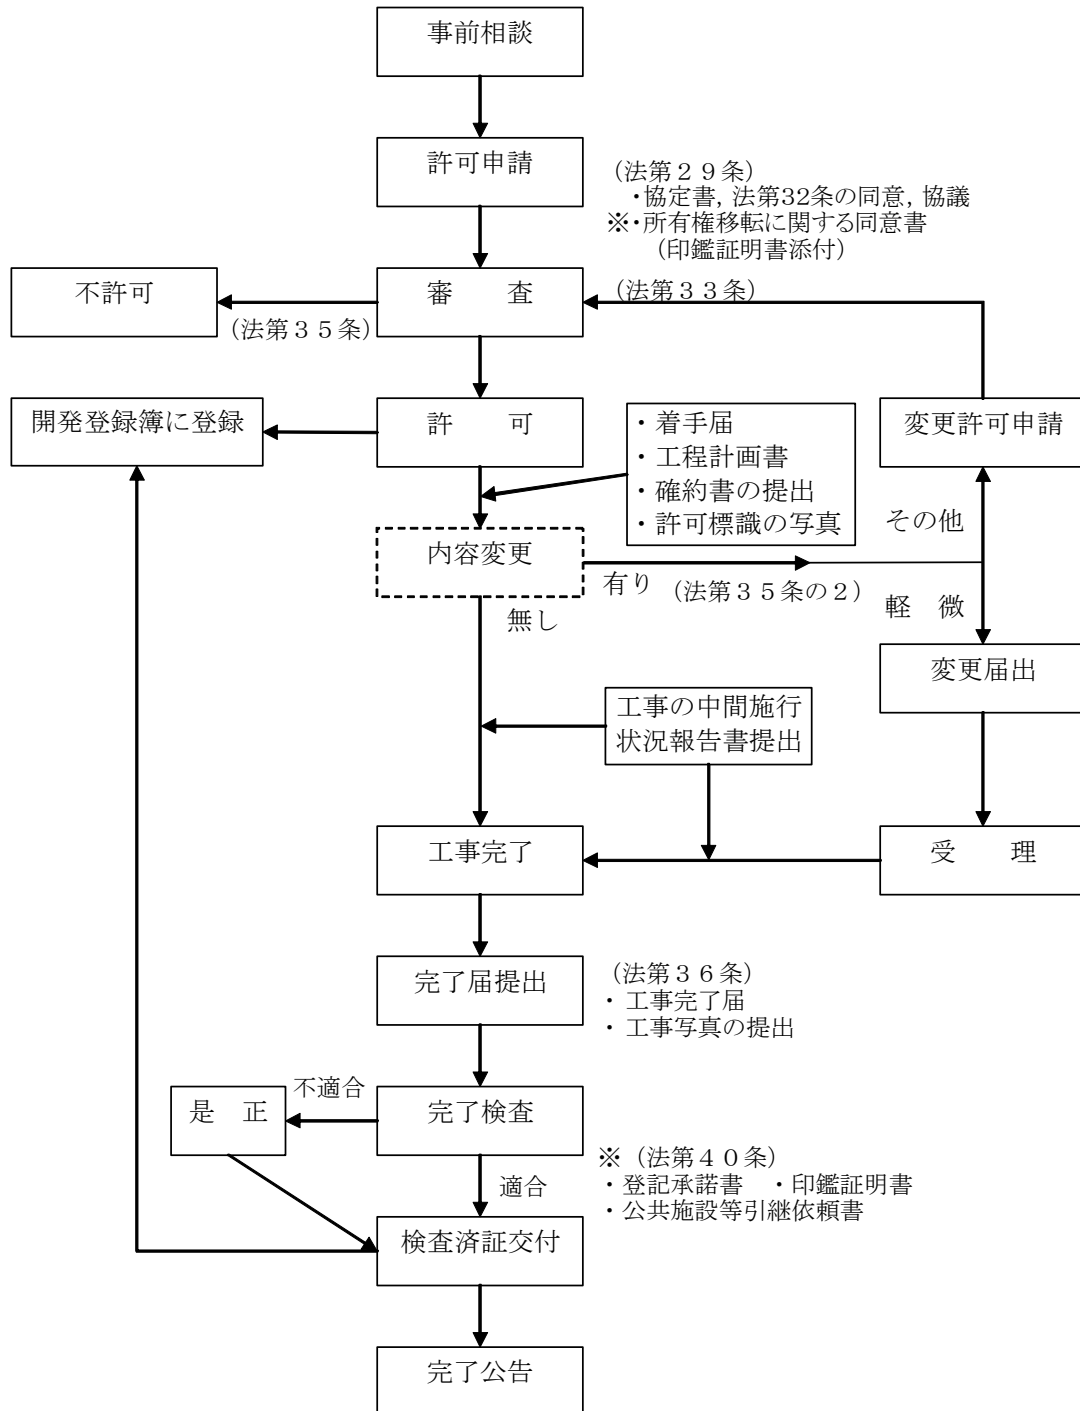 事前相談
許可申請
（法第２９条）
・協定書，法第32条の同意，協議
※・所有権移転に関する同意書
（印鑑証明書添付）
不許可
審　　査
（法第３３条）
（法第３５条）
開発登録簿に登録
許　　可
・着手届
・工程計画書
・確約書の提出
・許可標識の写真
変更許可申請
その他
内容変更
有り
（法第３５条の２）
軽　微
無し
変更届出
工事の中間施行
状況報告書提出
工事完了
受　　理
完了届提出
（法第３６条）
・工事完了届
・工事写真の提出
不適合
是　正
完了検査
※（法第４０条）
・登記承諾書　・印鑑証明書
・公共施設等引継依頼書
適合
検査済証交付
完了公告